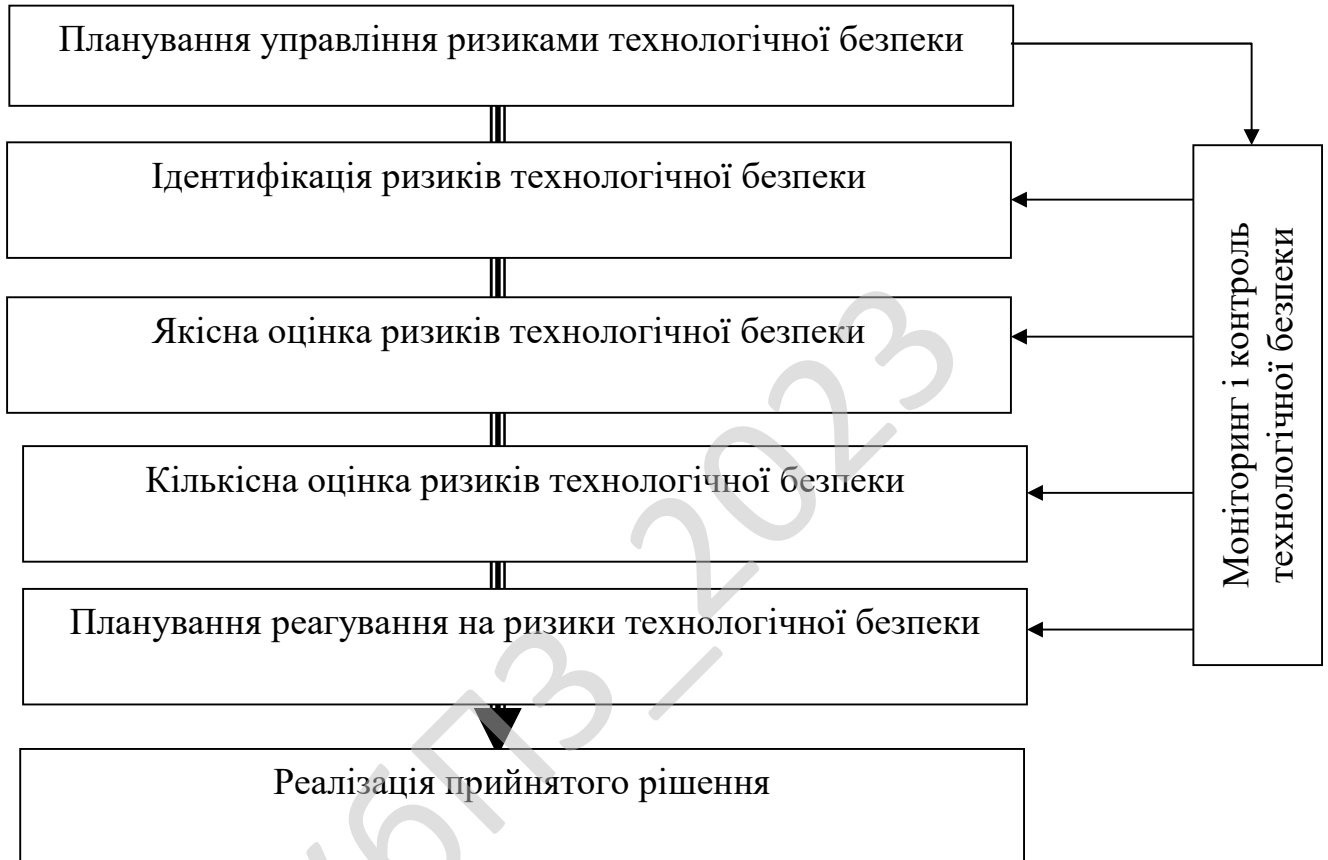 Планування управління ризиками технологічної безпеки
Ідентифікація ризиків технологічної безпеки
Якісна оцінка ризиків технологічної безпеки
Кількісна оцінка ризиків технологічної безпеки
Планування реагування на ризики технологічної безпеки
Реалізація прийнятого рішення
Моніторинг і контроль
технологічної безпеки
бПЗ_2023